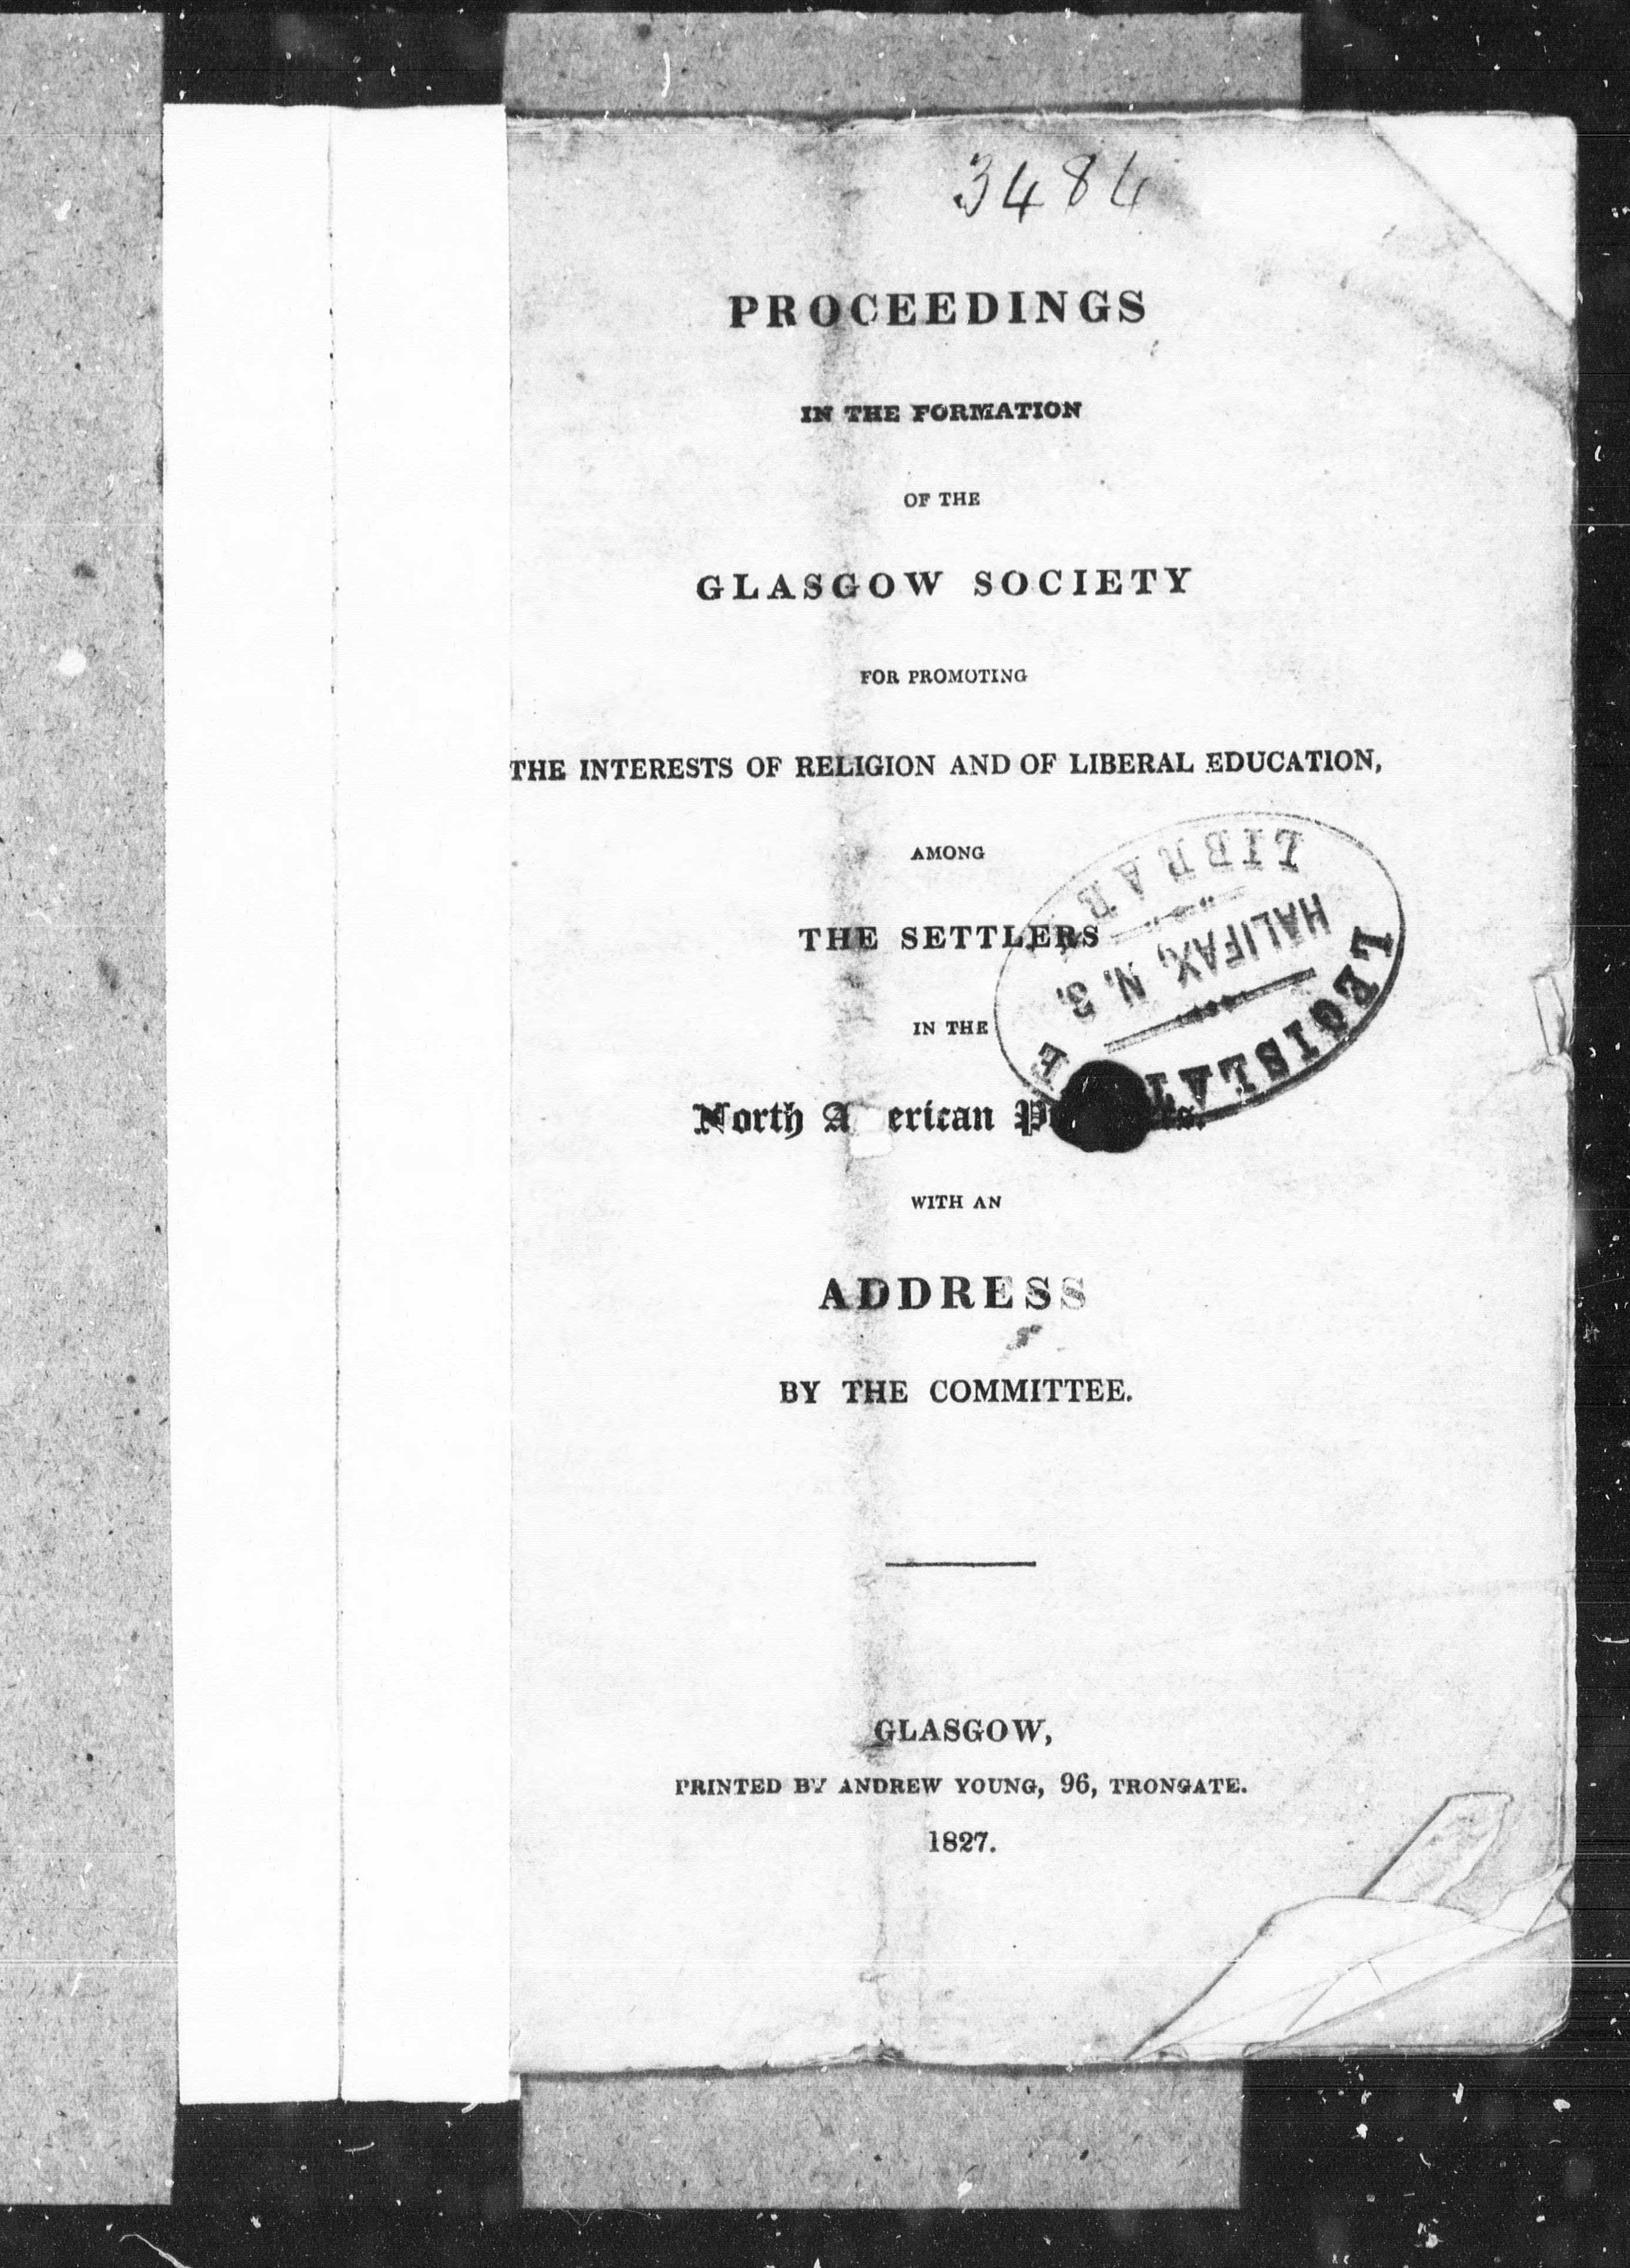 3484
PROCEEDINGS
IN THE FORMATION
OF THE
GLASGOW SOCIETY
FOR PROMOTING
THE INTERESTS OF RELIGION AND OF LIBERAL EDUCATION,
AMONG
THE SETTLERS
IN THE
North A erican
WITH AN
ADDRESS
BY THE COMMITTEE.
GLASGOW,
PRINTED BY ANDREW YOUNG, 96, TRONGATE.
1827.
HALIFAX, N. S.